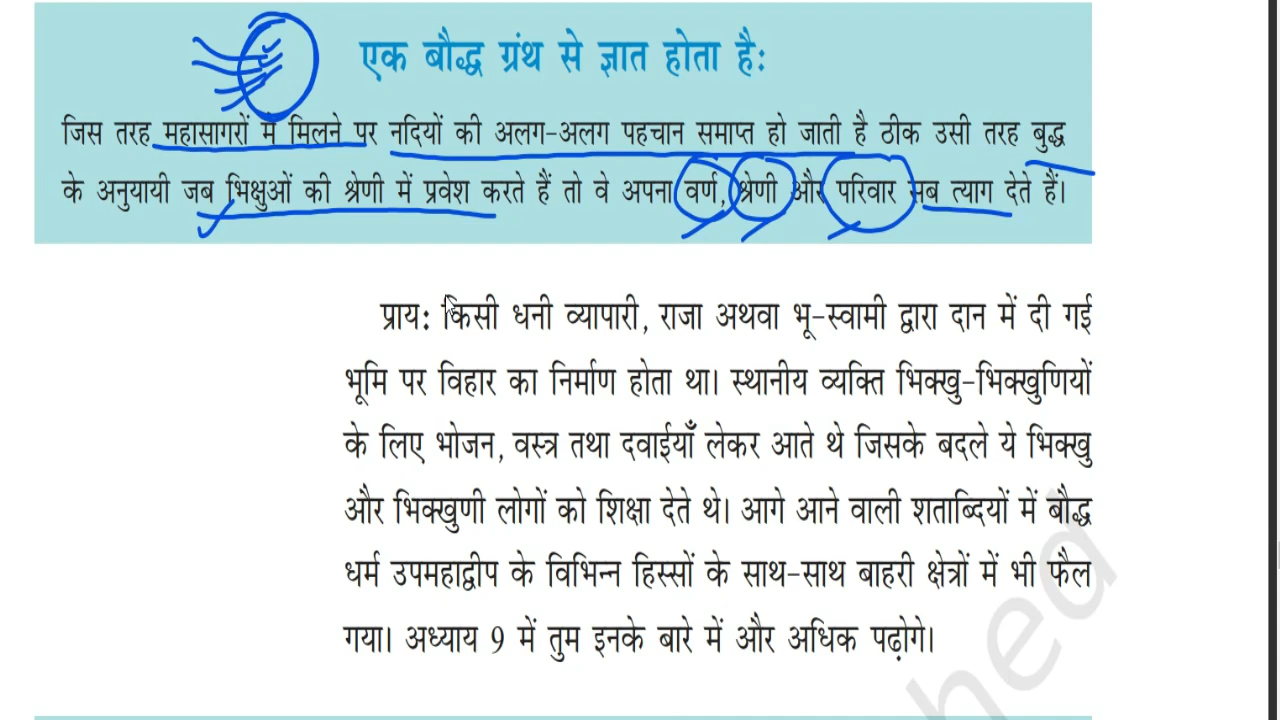 एक बौद्ध ग्रंथ से ज्ञात होता है:
जिस तरह महासागरों में मिलने पर नदियों की अलग-अलग पहचान समाप्त हो जाती है ठीक उसी तरह बुद्ध
के अनुयायी जब भिक्षुओं की श्रेणी में प्रवेश करते हैं तो वे अपना वर्ण, श्रेणी और परिवार सब त्याग देते हैं।
प्राय: किसी धनी व्यापारी, राजा अथवा भू-स्वामी द्वारा दान में दी गई
भूमि पर विहार का निर्माण होता था। स्थानीय व्यक्ति भिक्खु-भिक्खुणियों
के लिए भोजन, वस्त्र तथा दवाईयाँ लेकर आते थे जिसके बदले ये भिक्खु
और भिक्खुणी लोगों को शिक्षा देते थे। आगे आने वाली शताब्दियों में बौद्ध
धर्म उपमहाद्वीप के विभिन्न हिस्सों के साथ-साथ बाहरी क्षेत्रों में भी फैल
गया। अध्याय 9 में तुम इनके बारे में और अधिक पढ़ोगे।
hed